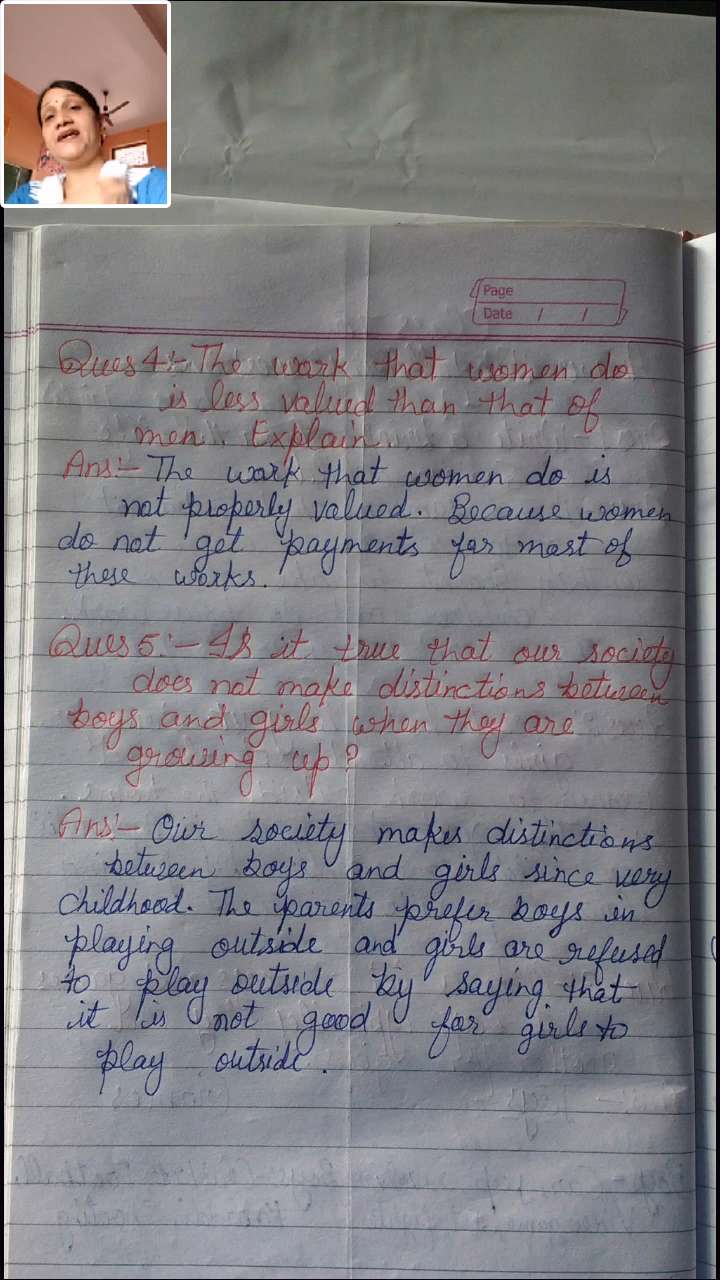 Page
Date / /
Ques 4:- The work that women do
is less valued than that of
men. Explain.
Ans:- The work that women do is
not properly valued. Because women
do not get payments for most of
these works.
Ques 5:- Is it true that our society
does not make distinctions between
boys and girls when they are
growing up?
Ans:- Our society makes distinctions
between boys and girls since very
childhood. The parents prefer boys in
playing outside and girls are refused
to play outside by saying that
it is not good for girls to
play outside.